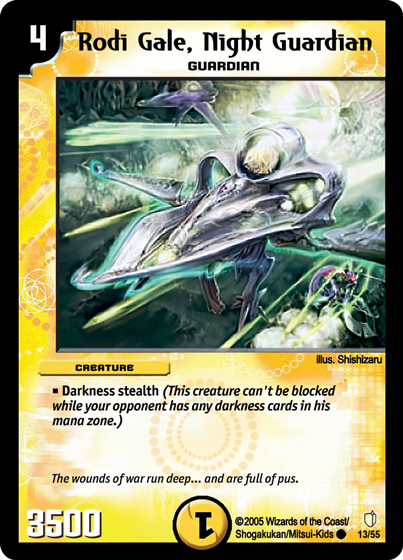 4 Rodi Gale, Night Guardian
GUARDIAN
illus. Shishizaru
CREATURE
▪ Darkness stealth (This creature can't be blocked
while your opponent has any darkness cards in his
mana zone.)
The wounds of war run deep... and are full of pus.
3500
1
©2005 Wizards of the Coast/
Shogakukan/Mitsui-Kids ● 13/55